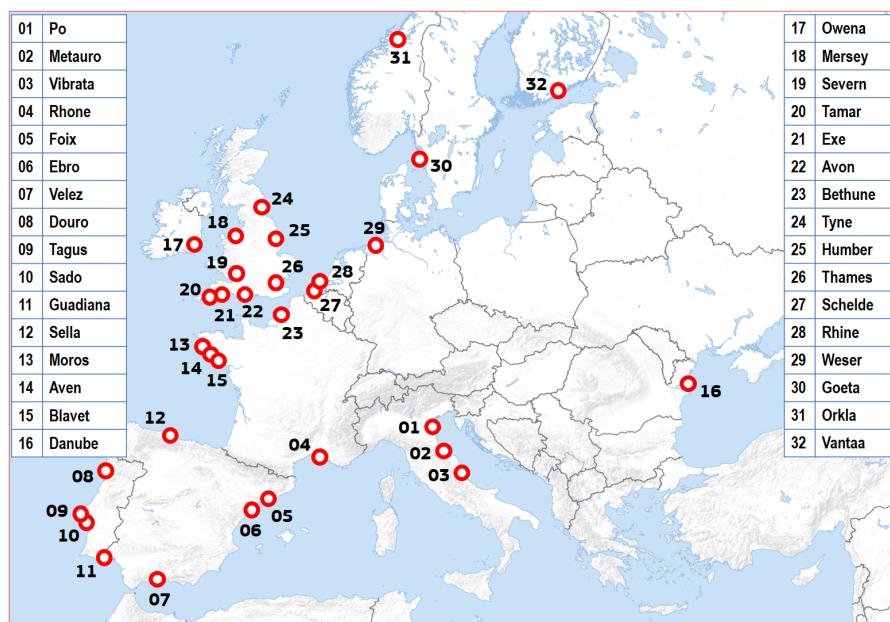 01 Po
02 Metauro
03 Vibrata
04 Rhone
05 Foix
06 Ebro
07 Velez
08 Douro
09 Tagus
10 Sado
11 Guadiana
12 Sella
13 Moros
14 Aven
15 Blavet
16 Danube
17 Owena
18 Mersey
19 Severn
20 Tamar
21 Exe
22 Avon
23 Bethune
24 Tyne
25 Humber
26 Thames
27 Schelde
28 Rhine
29 Weser
30 Goeta
31 Orkla
32 Vantaa
31
32
30
24
18
25
29
17
19
26
28
20
21
22
27
23
13
14
15
16
12
01
04
02
08
03
05
09
06
10
11
07